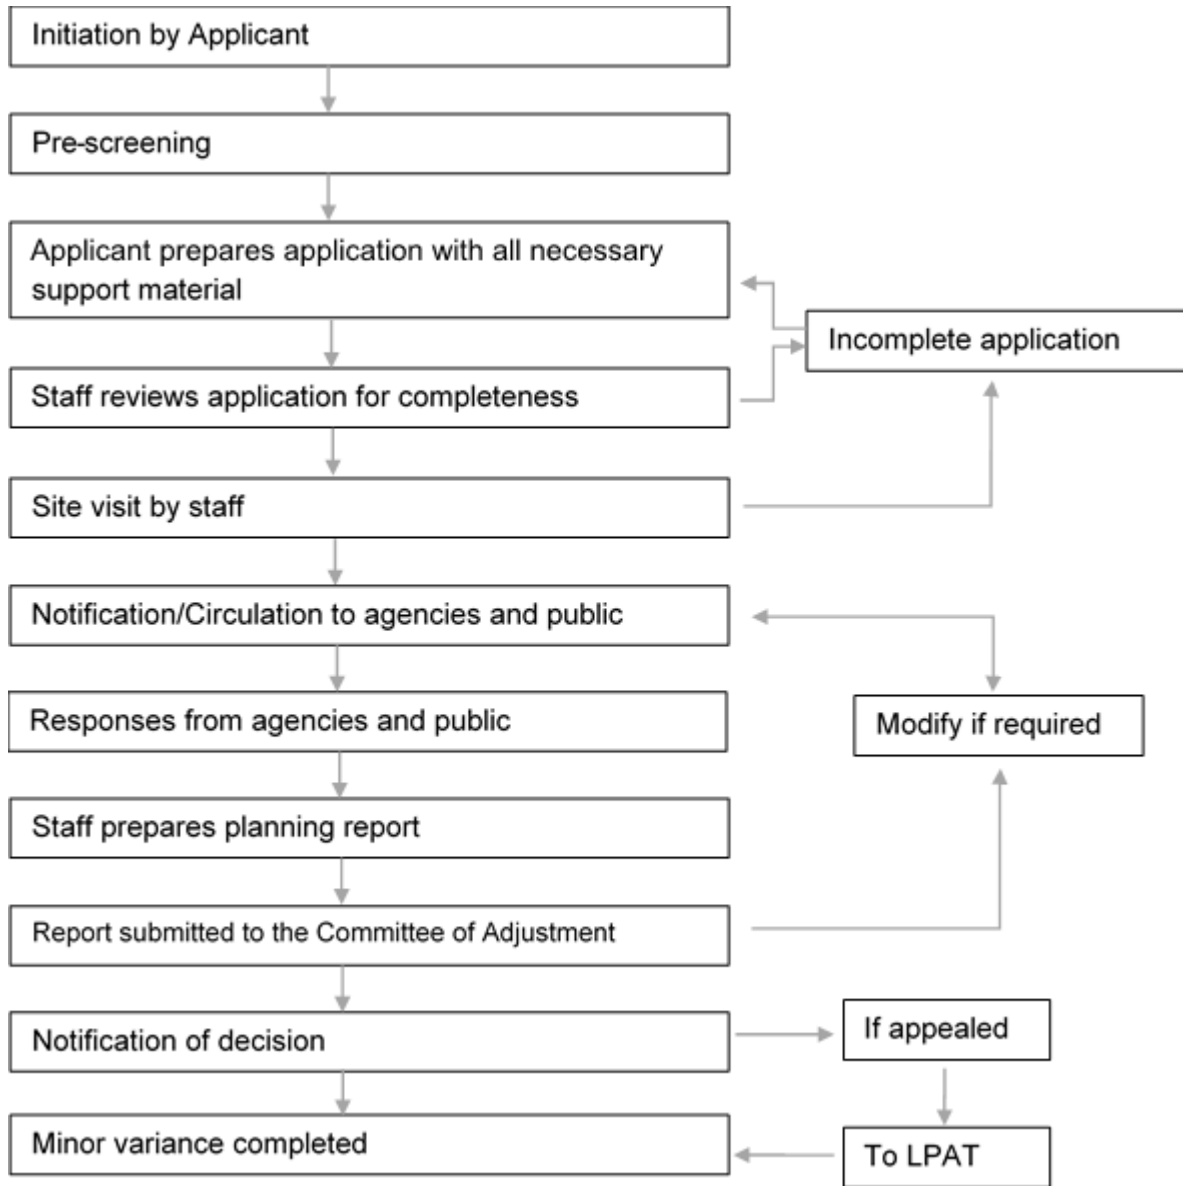 Initiation by Applicant
Pre-screening
Applicant prepares application with all necessary
support material
Incomplete application
Staff reviews application for completeness
Site visit by staff
Notification/Circulation to agencies and public
Responses from agencies and public
Modify if required
Staff prepares planning report
Report submitted to the Committee of Adjustment
Notification of decision
If appealed
Minor variance completed
To LPAT